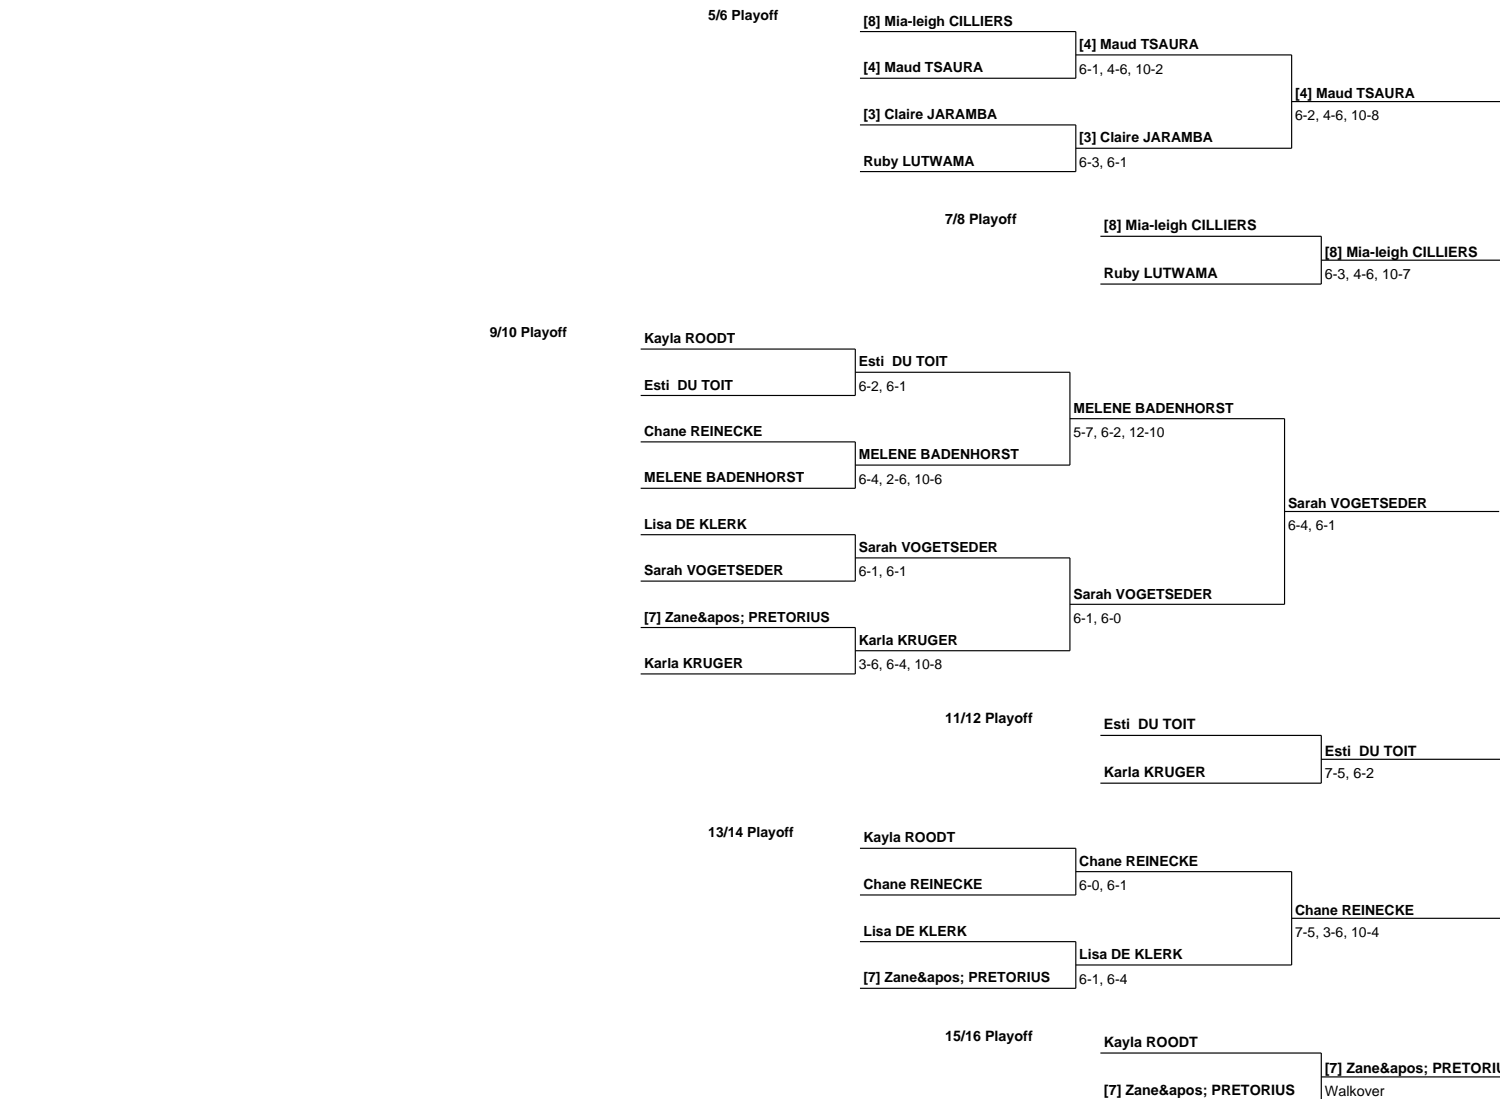 5/6 Playoff
[8] Mia-leigh CILLIERS
[4] Maud TSAURA
[4] Maud TSAURA
6-1, 4-6, 10-2
[4] Maud TSAURA
6-2, 4-6, 10-8
[3] Claire JARAMBA
[3] Claire JARAMBA
Ruby LUTWAMA
6-3, 6-1
7/8 Playoff
[8] Mia-leigh CILLIERS
[8] Mia-leigh CILLIERS
Ruby LUTWAMA
6-3, 4-6, 10-7
9/10 Playoff
Kayla ROODT
Esti  DU TOIT
Esti  DU TOIT
6-2, 6-1
MELENE BADENHORST
5-7, 6-2, 12-10
Chane REINECKE
MELENE BADENHORST
MELENE BADENHORST
6-4, 2-6, 10-6
Sarah VOGETSEDER
6-4, 6-1
Lisa DE KLERK
Sarah VOGETSEDER
Sarah VOGETSEDER
6-1, 6-1
Sarah VOGETSEDER
6-1, 6-0
[7] Zane&apos; PRETORIUS
Karla KRUGER
Karla KRUGER
3-6, 6-4, 10-8
11/12 Playoff
Esti  DU TOIT
Esti  DU TOIT
Karla KRUGER
7-5, 6-2
13/14 Playoff
Kayla ROODT
Chane REINECKE
Chane REINECKE
6-0, 6-1
Chane REINECKE
7-5, 3-6, 10-4
Lisa DE KLERK
Lisa DE KLERK
[7] Zane&apos; PRETORIUS
6-1, 6-4
15/16 Playoff
Kayla ROODT
[7] Zane&apos; PRETORIU
[7] Zane&apos; PRETORIUS
Walkover